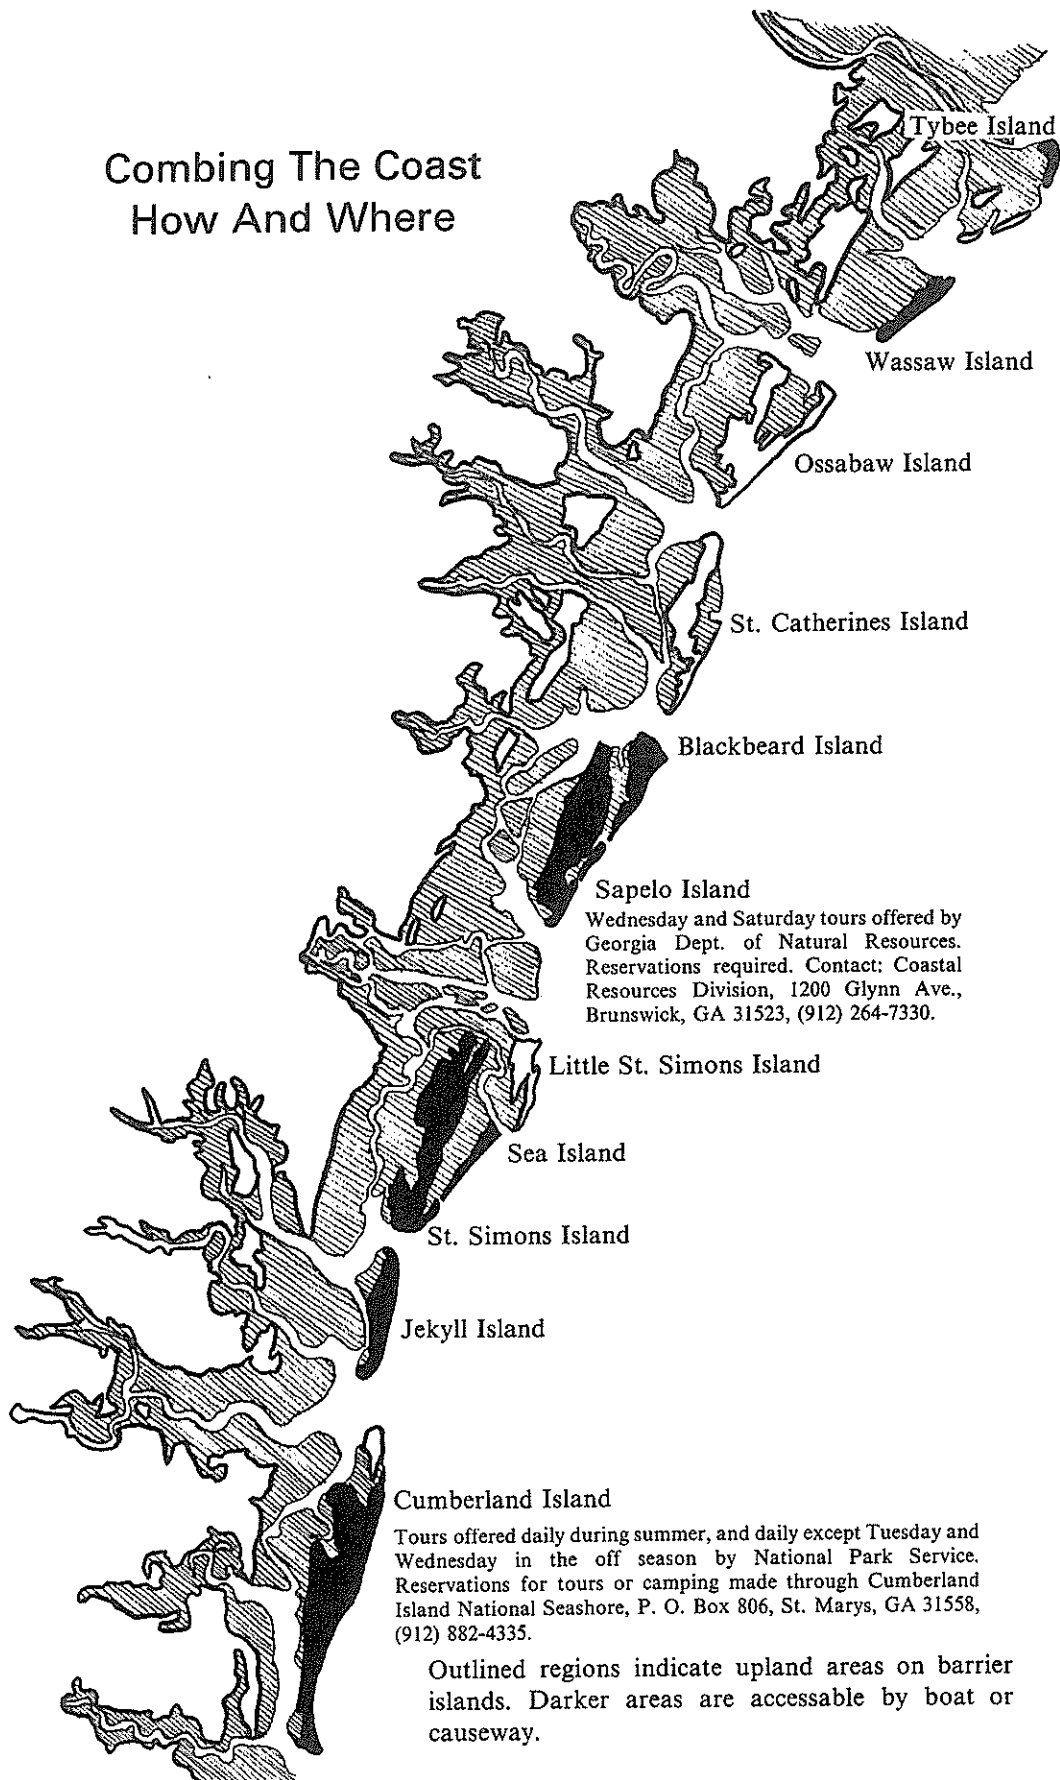 Combing The Coast
How And Where
Tybee Island
Wassaw Island
Ossabaw Island
St. Catherines Island
Blackbeard Island
Sapelo Island
Wednesday and Saturday tours offered by
Georgia Dept. of Natural Resources.
Reservations required. Contact: Coastal
Resources Division, 1200 Glynn Ave.,
Brunswick, GA 31523, (912) 264-7330.
Little St. Simons Island
Sea Island
St. Simons Island
Jekyll Island
Cumberland Island
Tours offered daily during summer, and daily except Tuesday and
Wednesday in the off season by National Park Service.
Reservations for tours or camping made through Cumberland
Island National Seashore, P. O. Box 806, St. Marys, GA 31558,
(912) 882-4335.
Outlined regions indicate upland areas on barrier
islands. Darker areas are accessable by boat or
causeway.